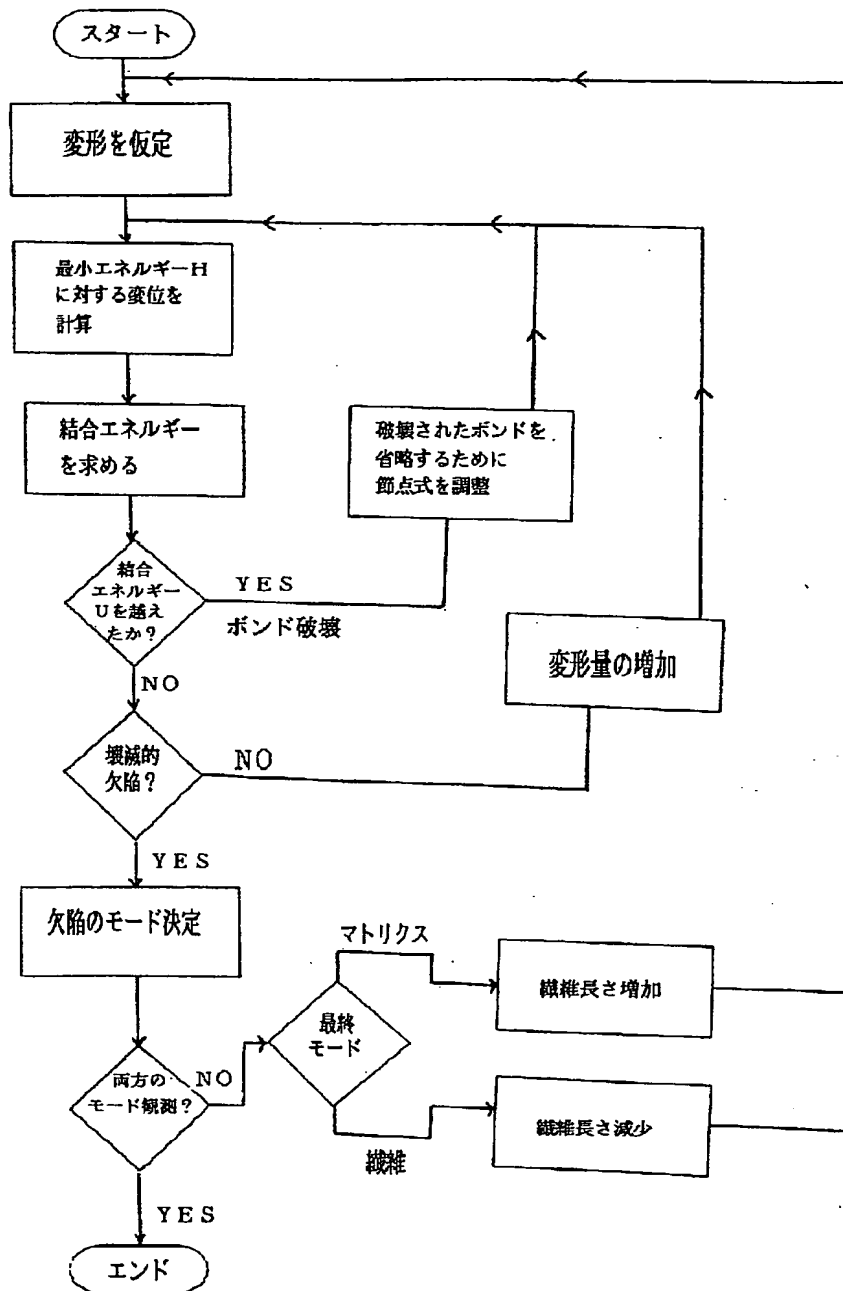 スタート
変形を仮定
最小エネルギーH
に対する変位を
計算
結合エネルギー
を求める
破壊されたボンドを
省略するために
節点式を調整
結合
エネルギー
Uを越え
たか?
YES
ボンド破壊
変形量の増加
NO
壊滅的
欠陥?
NO
YES
欠陥のモード決定
マトリクス
繊維長さ増加
最終
モード
両方の
モード観測?
NO
繊維長さ減少
繊維
YES
エンド